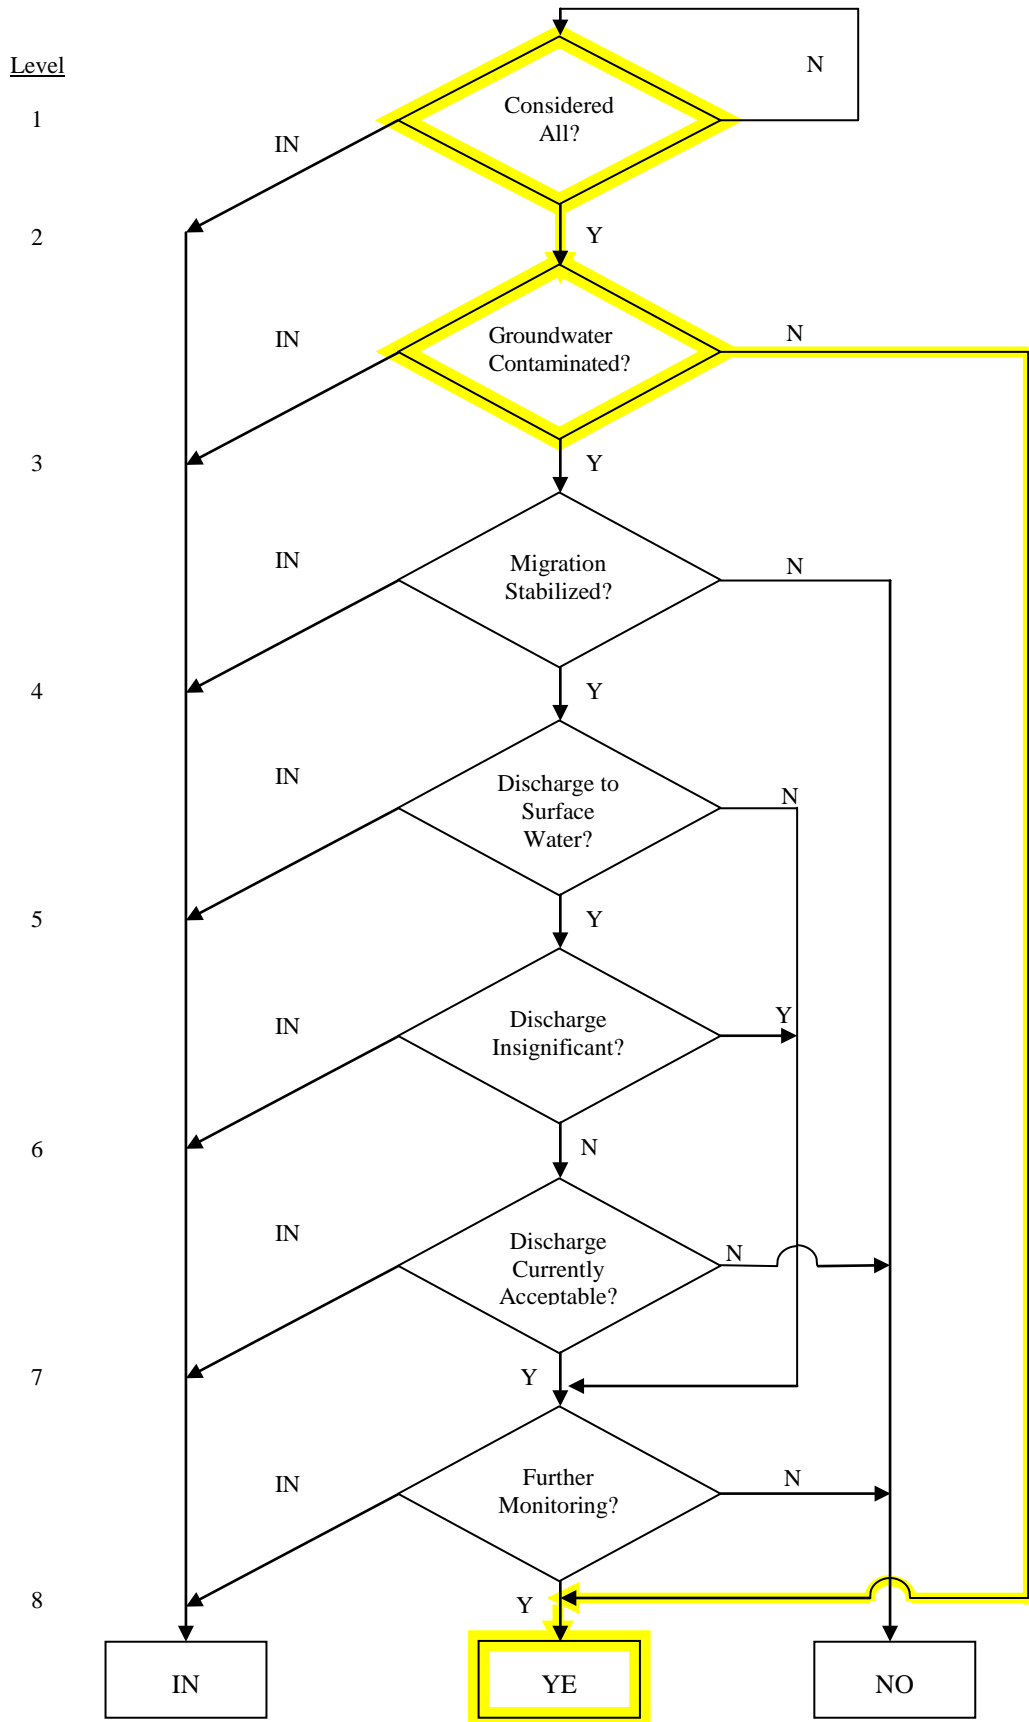 Level
N
1
Considered
All?
IN
2
Y
IN
Groundwater
Contaminated?
N
3
Y
IN
Migration
Stabilized?
N
4
Y
IN
Discharge to
Surface
Water?
N
5
Y
IN
Discharge
Insignificant?
Y
6
N
IN
Discharge
Currently
Acceptable?
N
7
Y
IN
Further
Monitoring?
N
8
Y
IN
YE
NO